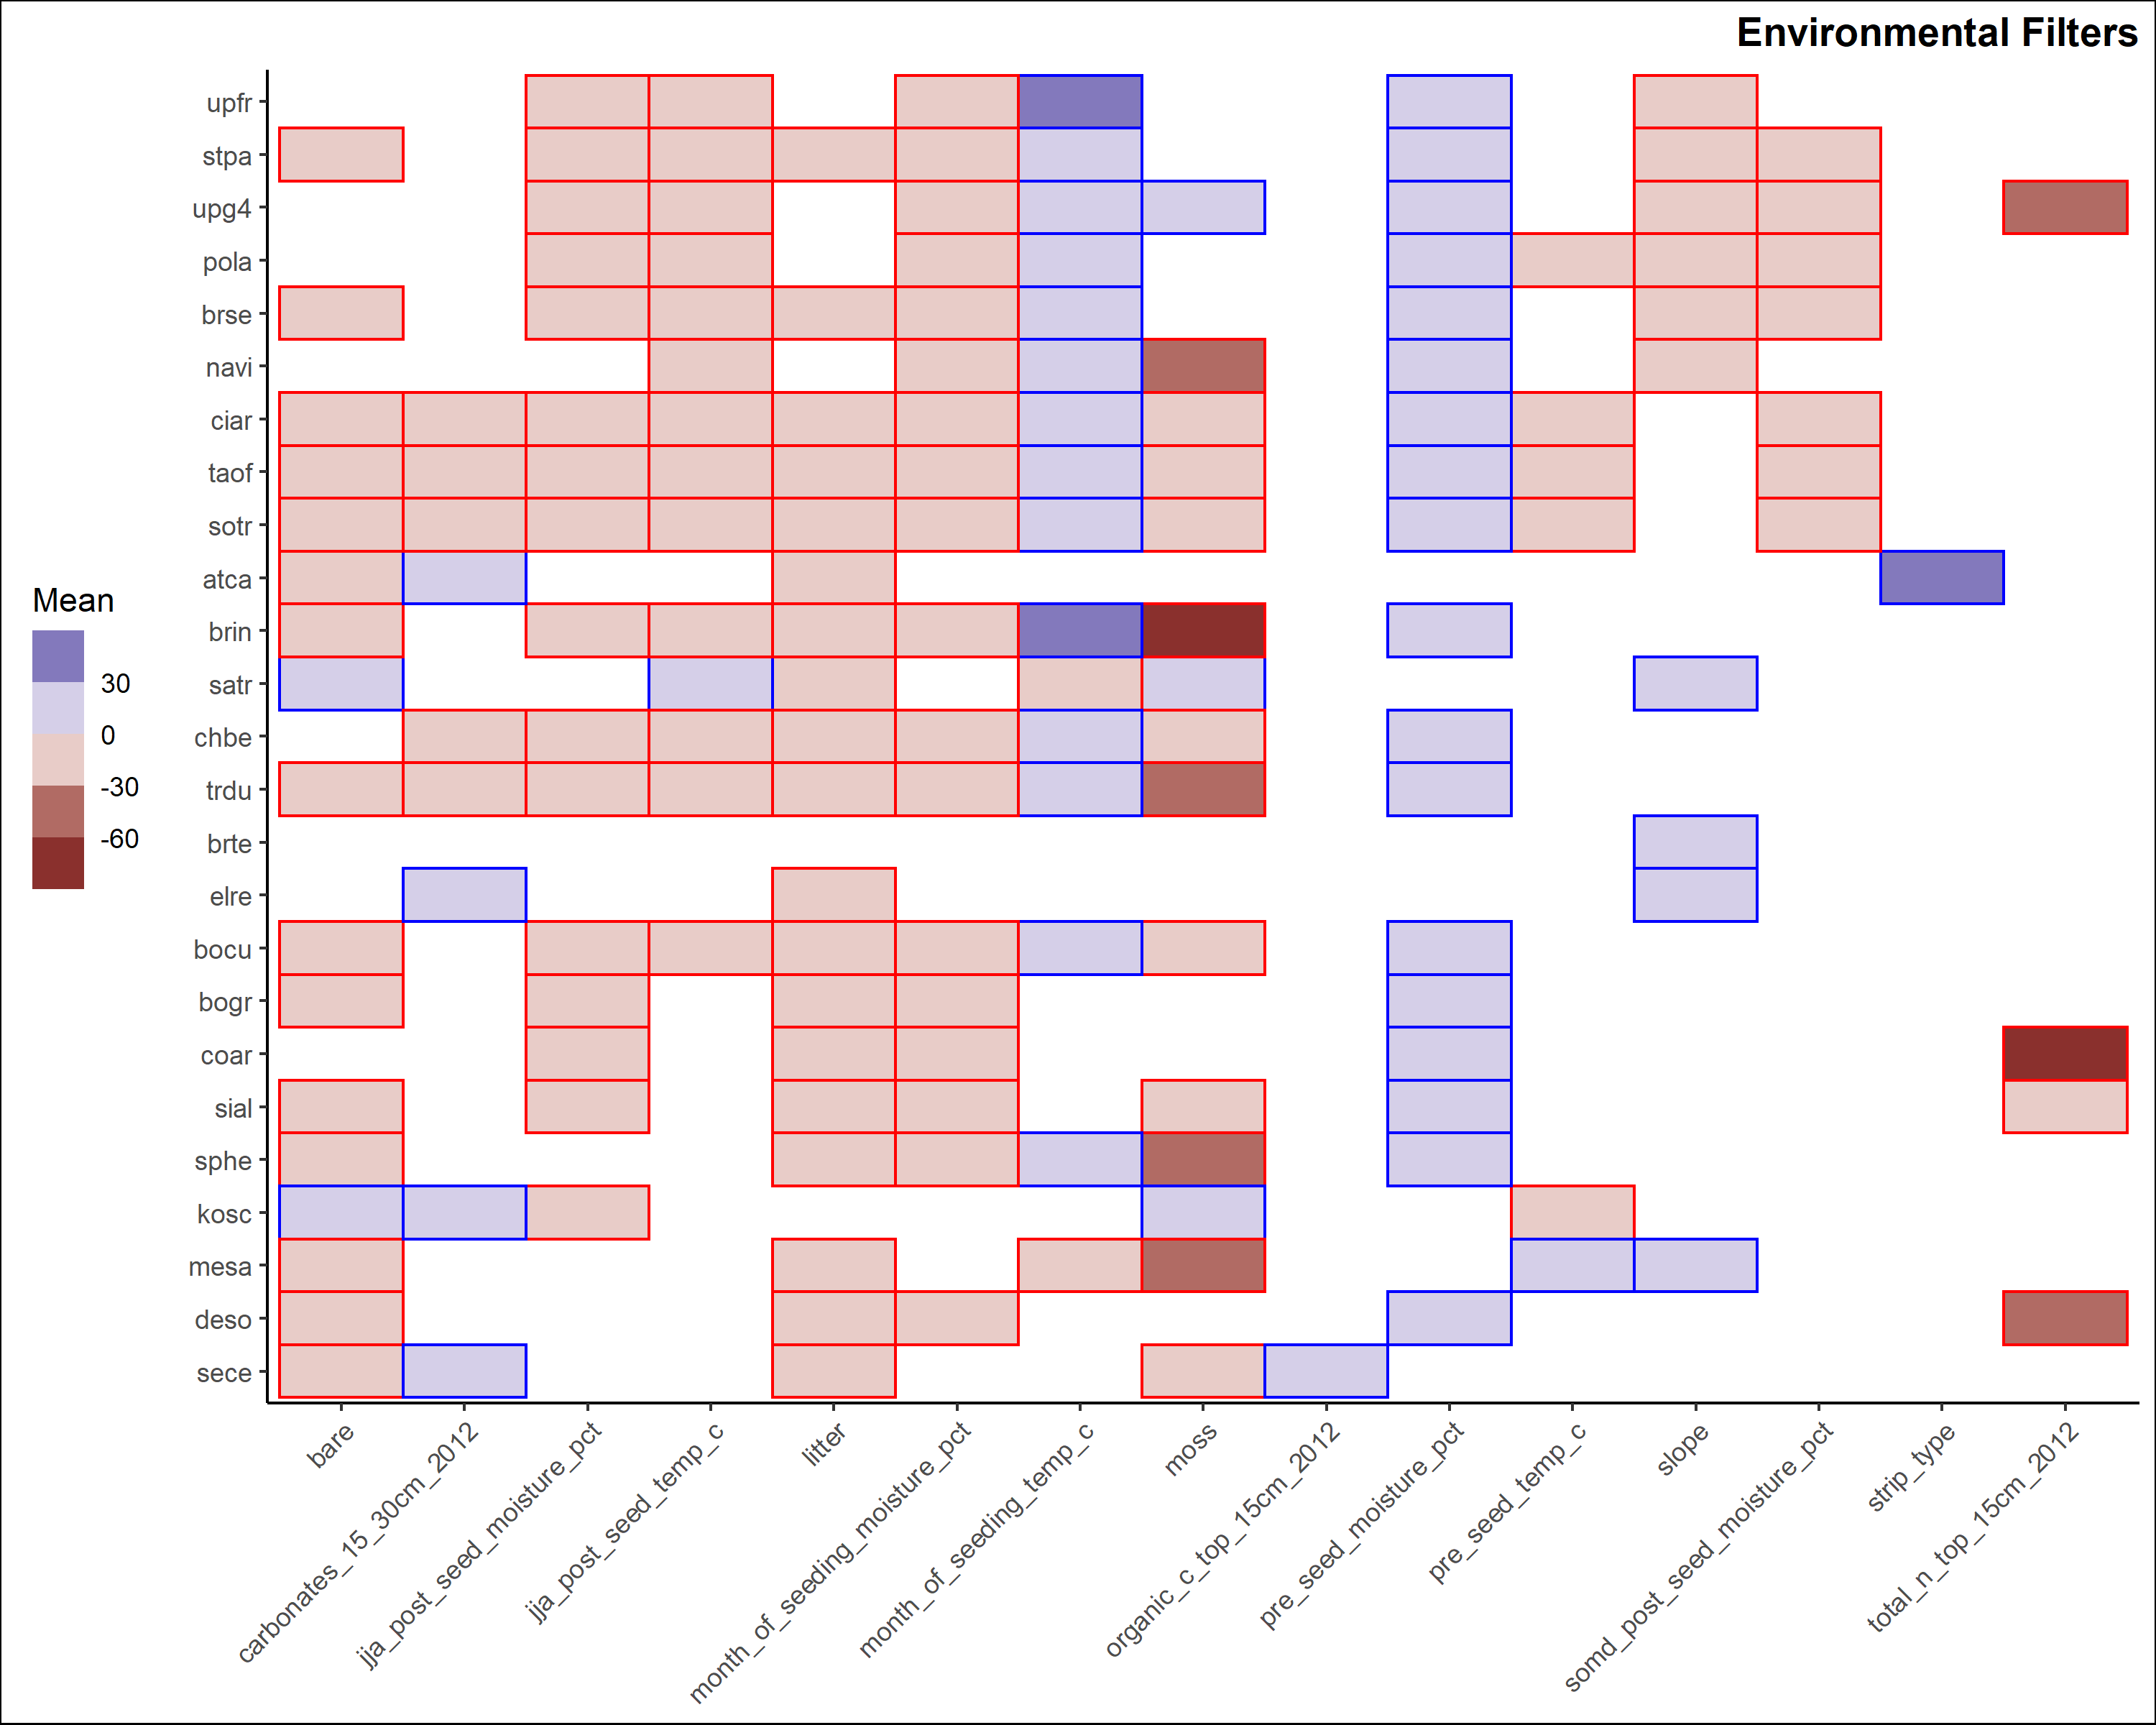 Environmental Filters
upfr
stpa
upg4
pola
brse
navi
ciar
taof
sotr
atca
brin
satr
chbe
trdu
brte
elre
bocu
bogr
coar
sial
sphe
kosc
mesa
deso
sece
Mean
30
0
-30
-60
bare
carbonates_15_30cm_2012
jja_post_seed_moisture_pct
jja_post_seed_temp_c
litter
month_of_seeding_moisture_pct
month_of_seeding_temp_c
moss
organic_c_top_15cm_2012
pre_seed_moisture_pct
pre_seed_temp_c
slope
somd_post_seed_moisture_pct
strip_type
total_n_top_15cm_2012